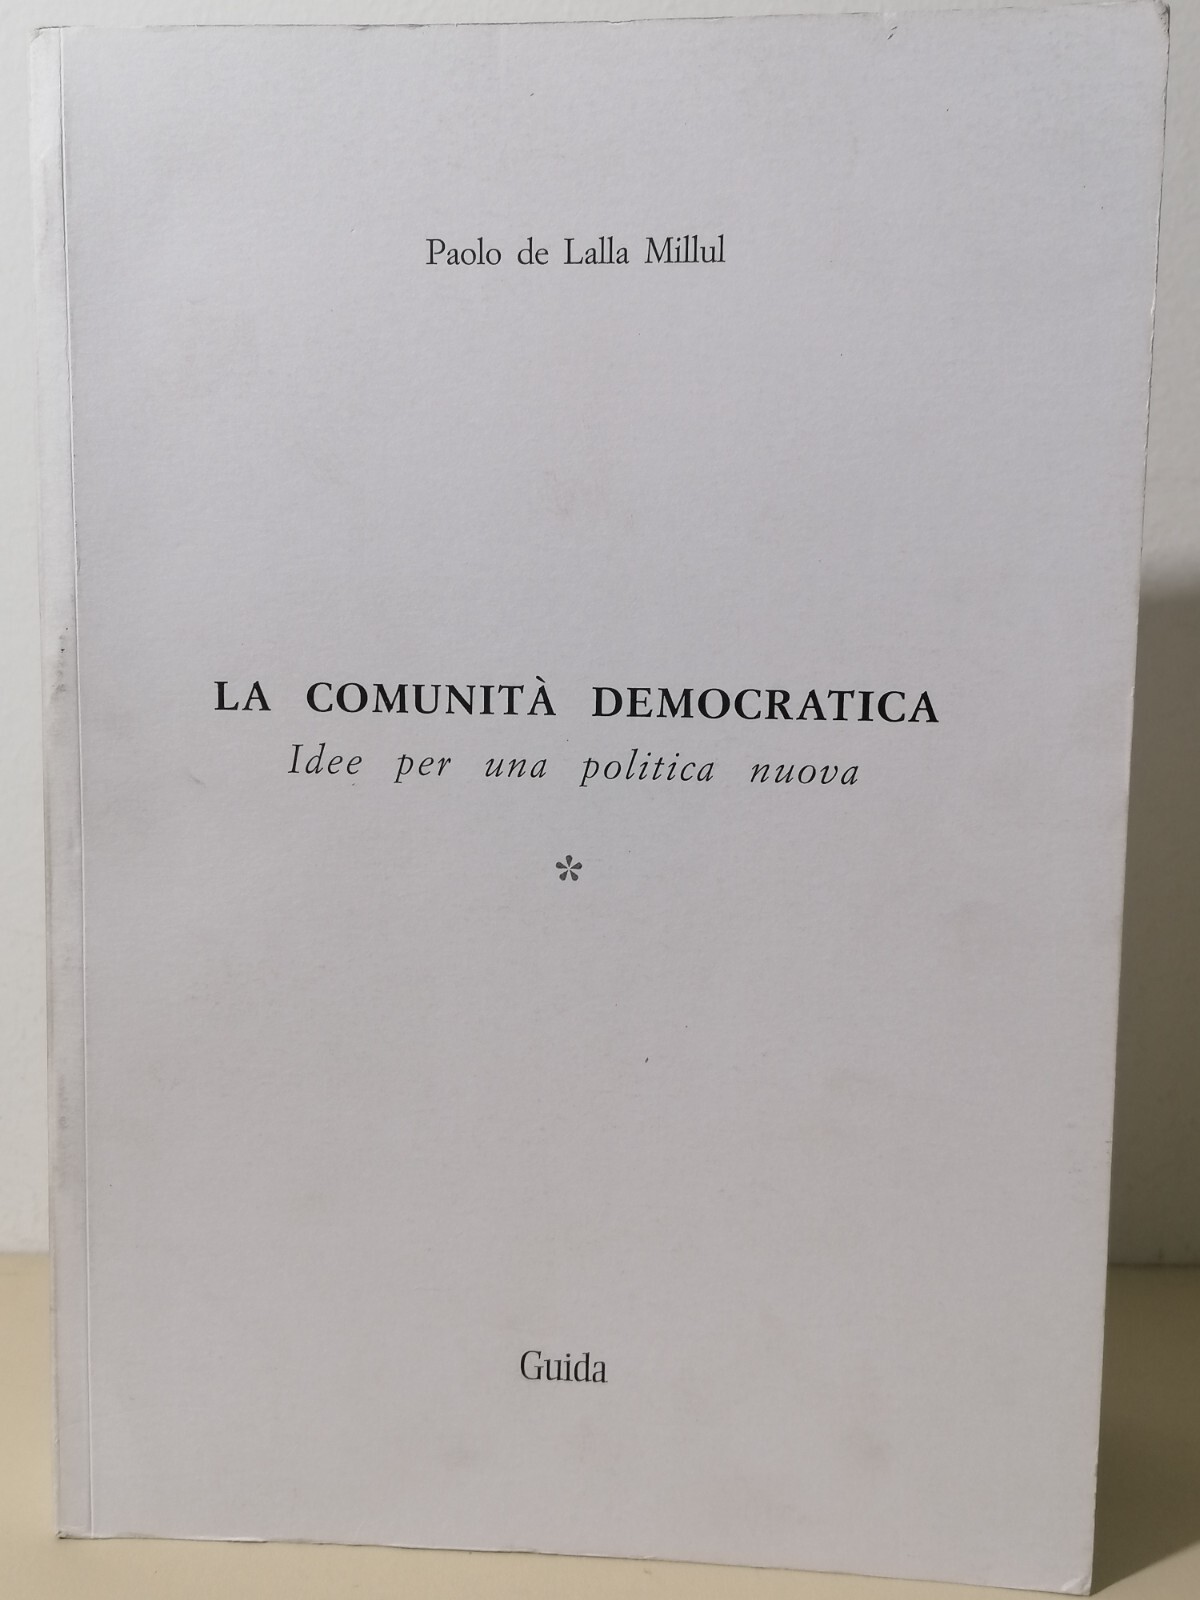 Paolo de Lalla Millul
LA COMUNITÀ DEMOCRATICA
Idee per una politica nuova
*
Guida